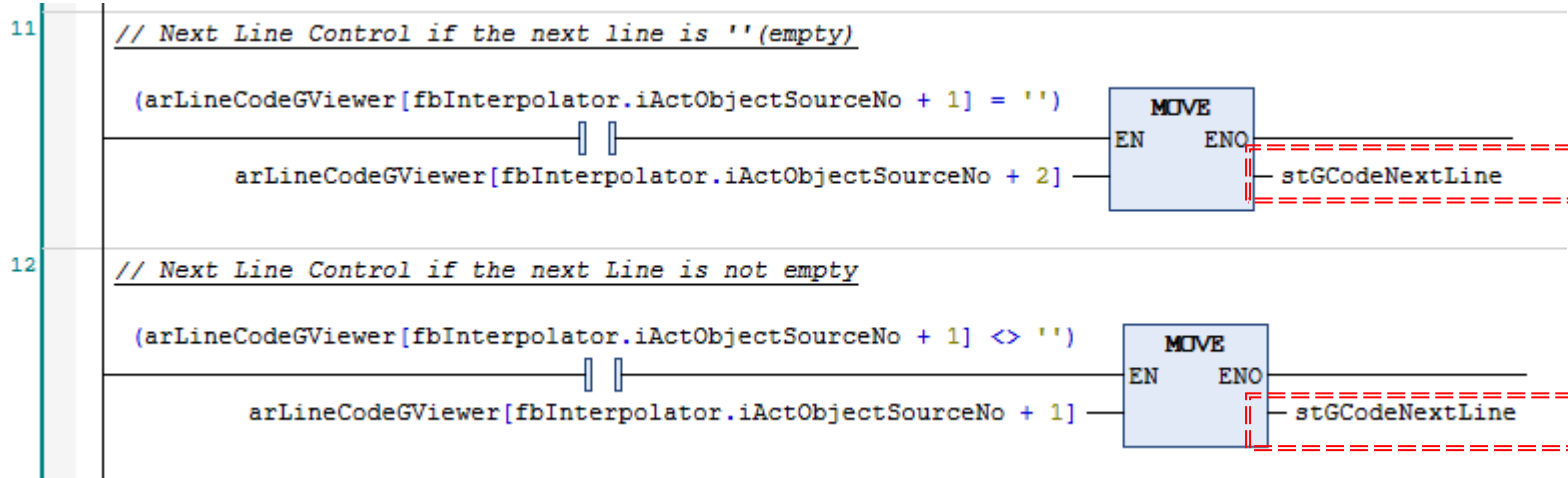 11
// Next Line Control if the next line is ''(empty)
(arLineCodeGViewer[fbInterpolator.iActObjectSourceNo + 1] = '')
MOVE
EN ENO
arLineCodeGViewer[fbInterpolator.iActObjectSourceNo + 2] stGCodeNextLine
12
// Next Line Control if the next Line is not empty
(arLineCodeGViewer[fbInterpolator.iActObjectSourceNo + 1] <> '')
MOVE
EN ENO
arLineCodeGViewer[fbInterpolator.iActObjectSourceNo + 1] stGCodeNextLine